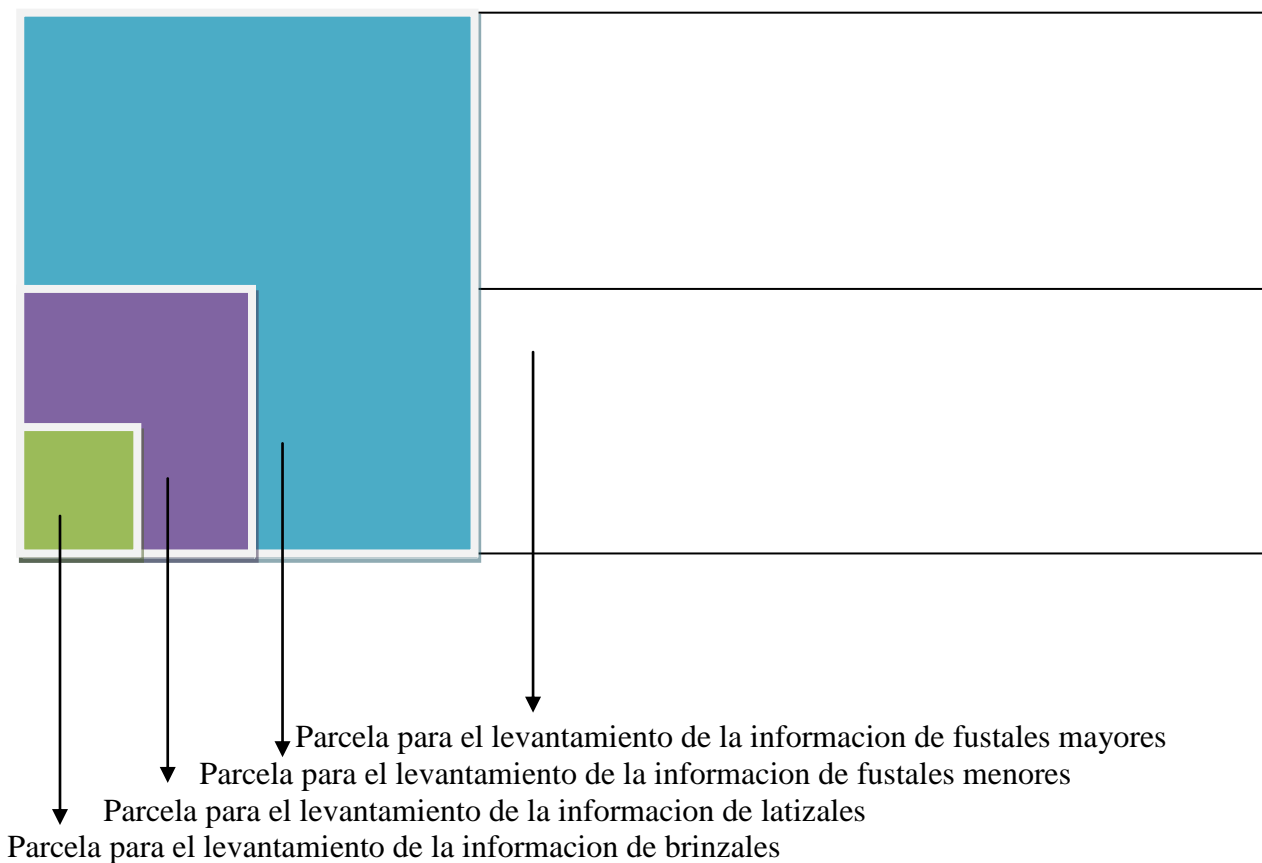 Parcela para el levantamiento de la informacion de fustales mayores
Parcela para el levantamiento de la informacion de fustales menores
Parcela para el levantamiento de la informacion de latizales
Parcela para el levantamiento de la informacion de brinzales